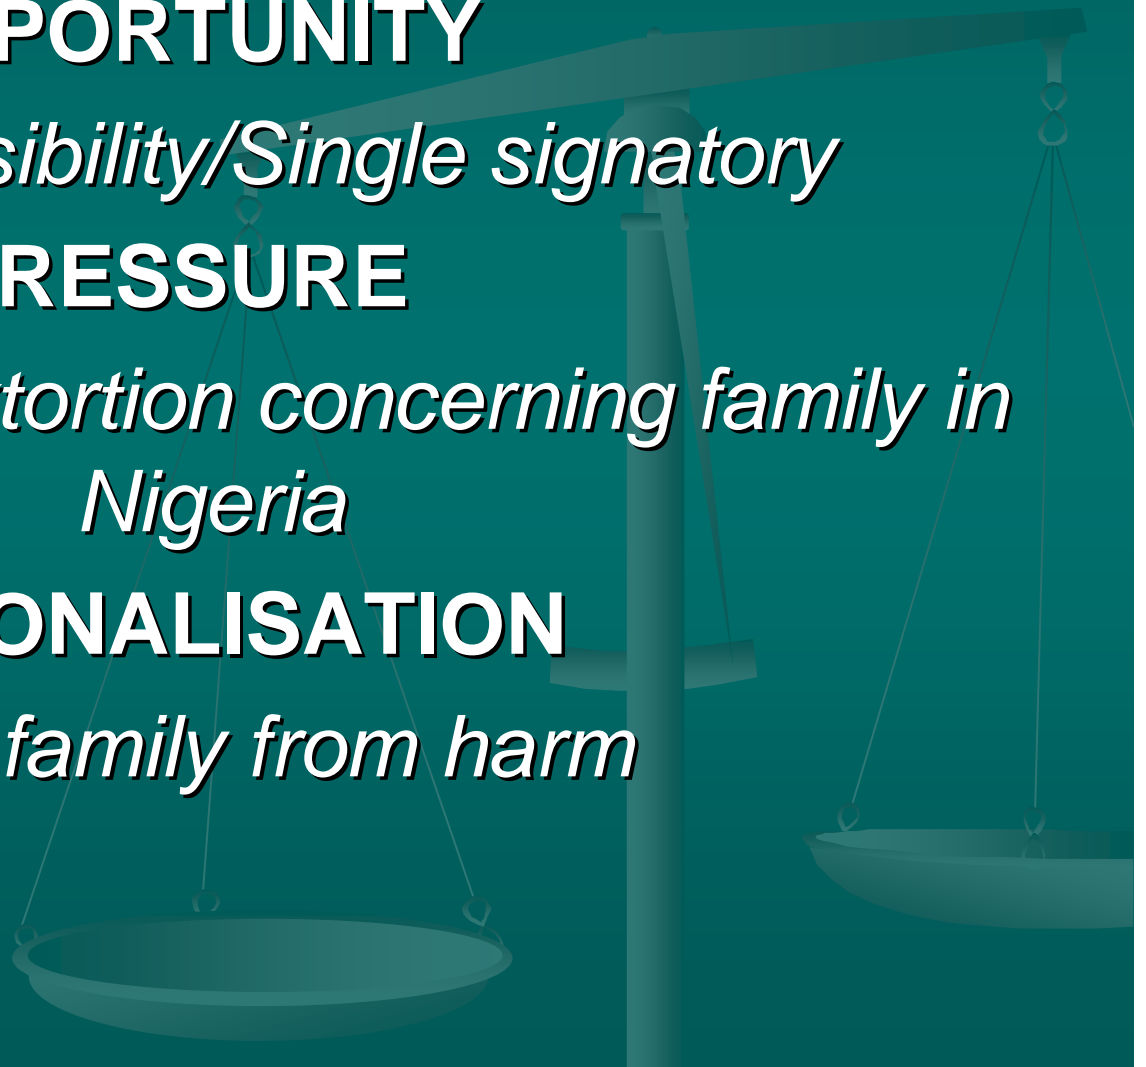 PORTUNITY
sibility/Single signatory
RESSURE
tortion concerning family in
Nigeria
ONALISATION
family from harm